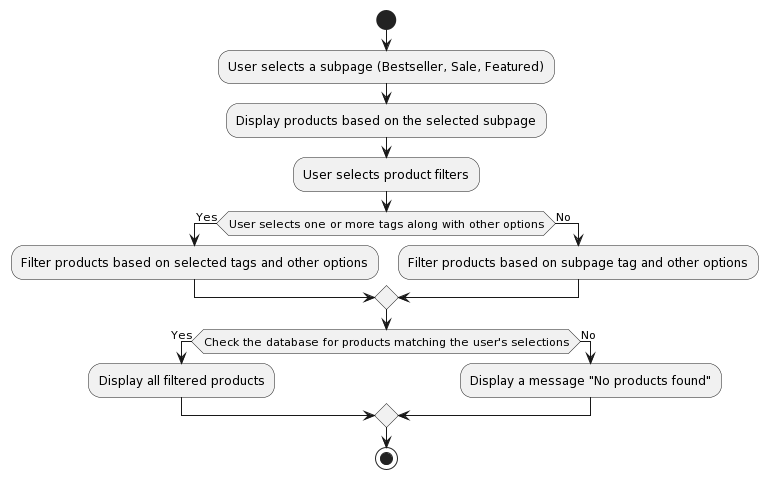 User selects a subpage (Bestseller, Sale, Featured)
Display products based on the selected subpage
User selects product filters
Yes
User selects one or more tags along with other options
No
Filter products based on selected tags and other options
Filter products based on subpage tag and other options
Yes
Check the database for products matching the user's selections
No
Display all filtered products
Display a message "No products found"